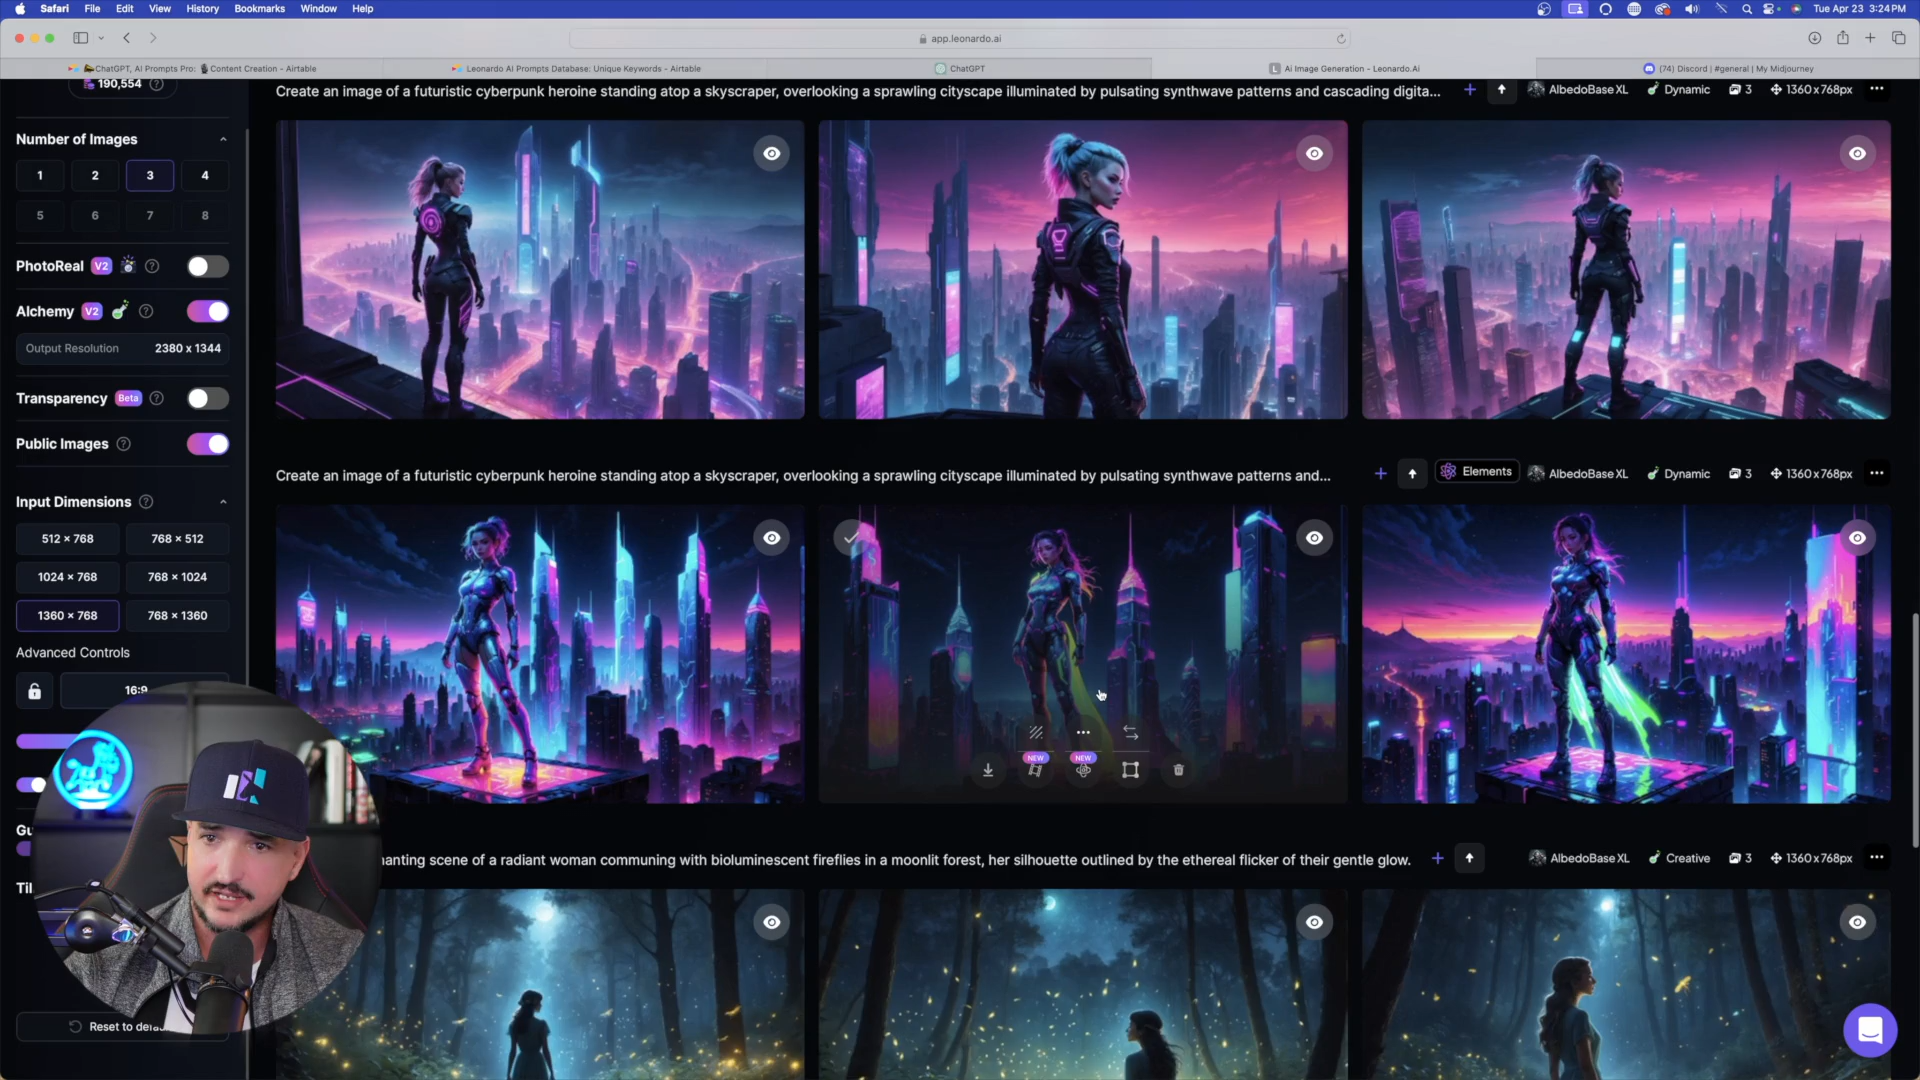 Safari File Edit View History Bookmarks Window Help Tue Apr 23 3:24PM
app.leonardo.ai
ChatGPT, AI Prompts Pro: Content Creation - Airtable Leonardo AI Prompts Database: Unique Keywords - Airtable ChatGPT Ai Image Generation - Leonardo.Ai (74) Discord | #general | My Midjourney
190,554
Create an image of a futuristic cyberpunk heroine standing atop a skyscraper, overlooking a sprawling cityscape illuminated by pulsating synthwave patterns and cascading digita... AlbedoBase XL Dynamic 3 1360x768px
Number of Images
1 2 3 4
5 6 7 8
PhotoReal V2
Alchemy V2
Output Resolution 2380 x 1344
Transparency Beta
Public Images
Create an image of a futuristic cyberpunk heroine standing atop a skyscraper, overlooking a sprawling cityscape illuminated by pulsating synthwave patterns and... Elements AlbedoBase XL Dynamic 3 1360x768px
Input Dimensions
512 × 768 768 × 512
1024 × 768 768 × 1024
1360 × 768 768 × 1360
Advanced Controls
16:9
NEW NEW
Gu
anting scene of a radiant woman communing with bioluminescent fireflies in a moonlit forest, her silhouette outlined by the ethereal flicker of their gentle glow. AlbedoBase XL Creative 3 1360x768px
Til
Reset to defau